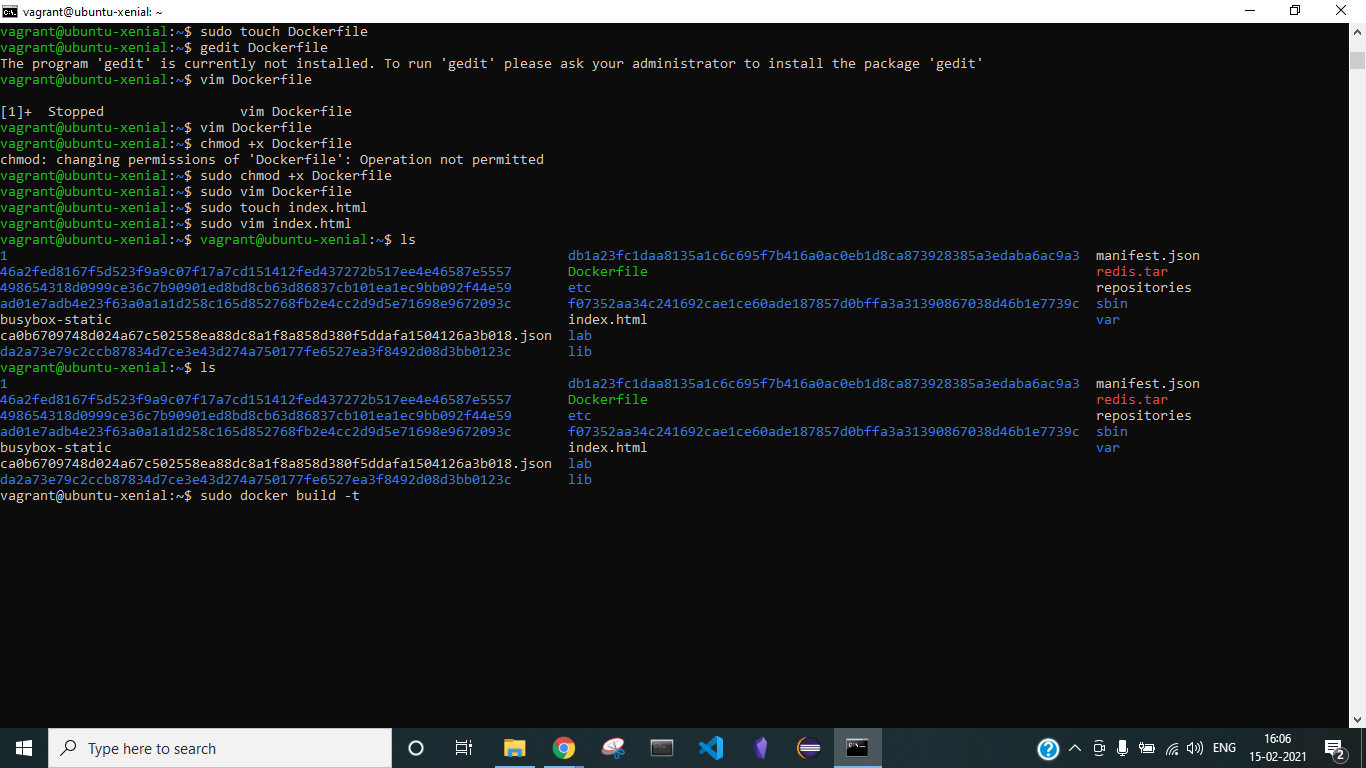 vagrant@ubuntu-xenial: ~
vagrant@ubuntu-xenial:~$ sudo touch Dockerfile
vagrant@ubuntu-xenial:~$ gedit Dockerfile
The program 'gedit' is currently not installed. To run 'gedit' please ask your administrator to install the package 'gedit'
vagrant@ubuntu-xenial:~$ vim Dockerfile
[1]+  Stopped                 vim Dockerfile
vagrant@ubuntu-xenial:~$ vim Dockerfile
vagrant@ubuntu-xenial:~$ chmod +x Dockerfile
chmod: changing permissions of 'Dockerfile': Operation not permitted
vagrant@ubuntu-xenial:~$ sudo chmod +x Dockerfile
vagrant@ubuntu-xenial:~$ sudo vim Dockerfile
vagrant@ubuntu-xenial:~$ sudo touch index.html
vagrant@ubuntu-xenial:~$ sudo vim index.html
vagrant@ubuntu-xenial:~$ vagrant@ubuntu-xenial:~$ ls
1 db1a23fc1daa8135a1c6c695f7b416a0ac0eb1d8ca873928385a3edaba6ac9a3 manifest.json
46a2fed8167f5d523f9a9c07f17a7cd151412fed437272b517ee4e46587e5557 Dockerfile redis.tar
498654318d0999ce36c7b90901ed8bd8cb63d86837cb101ea1ec9bb092f44e59 etc repositories
ad01e7adb4e23f63a0a1a1d258c165d852768fb2e4cc2d9d5e71698e9672093c f07352aa34c241692cae1ce60ade187857d0bffa3a31390867038d46b1e7739c sbin
busybox-static index.html var
ca0b6709748d024a67c502558ea88dc8a1f8a858d380f5ddafa1504126a3b018.json lab
da2a73e79c2ccb87834d7ce3e43d274a750177fe6527ea3f8492d08d3bb0123c lib
vagrant@ubuntu-xenial:~$ ls
1 db1a23fc1daa8135a1c6c695f7b416a0ac0eb1d8ca873928385a3edaba6ac9a3 manifest.json
46a2fed8167f5d523f9a9c07f17a7cd151412fed437272b517ee4e46587e5557 Dockerfile redis.tar
498654318d0999ce36c7b90901ed8bd8cb63d86837cb101ea1ec9bb092f44e59 etc repositories
ad01e7adb4e23f63a0a1a1d258c165d852768fb2e4cc2d9d5e71698e9672093c f07352aa34c241692cae1ce60ade187857d0bffa3a31390867038d46b1e7739c sbin
busybox-static index.html var
ca0b6709748d024a67c502558ea88dc8a1f8a858d380f5ddafa1504126a3b018.json lab
da2a73e79c2ccb87834d7ce3e43d274a750177fe6527ea3f8492d08d3bb0123c lib
vagrant@ubuntu-xenial:~$ sudo docker build -t
Type here to search
ENG
16:06
15-02-2021
2